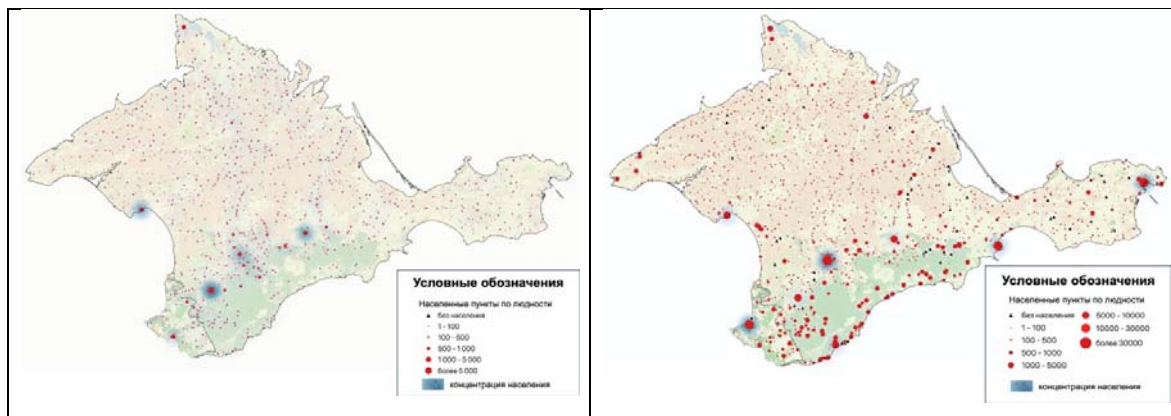 Условные обозначения
Населенные пункты по людности
без населения
1 - 100
100 - 500
500 - 1 000
1 000 - 5 000
более 5 000
концентрация населения
Условные обозначения
Населенные пункты по людности
без населения
1 - 100
100 - 500
500 - 1000
1000 - 5000
5000 - 10000
10000 - 30000
более 30000
концентрация населения